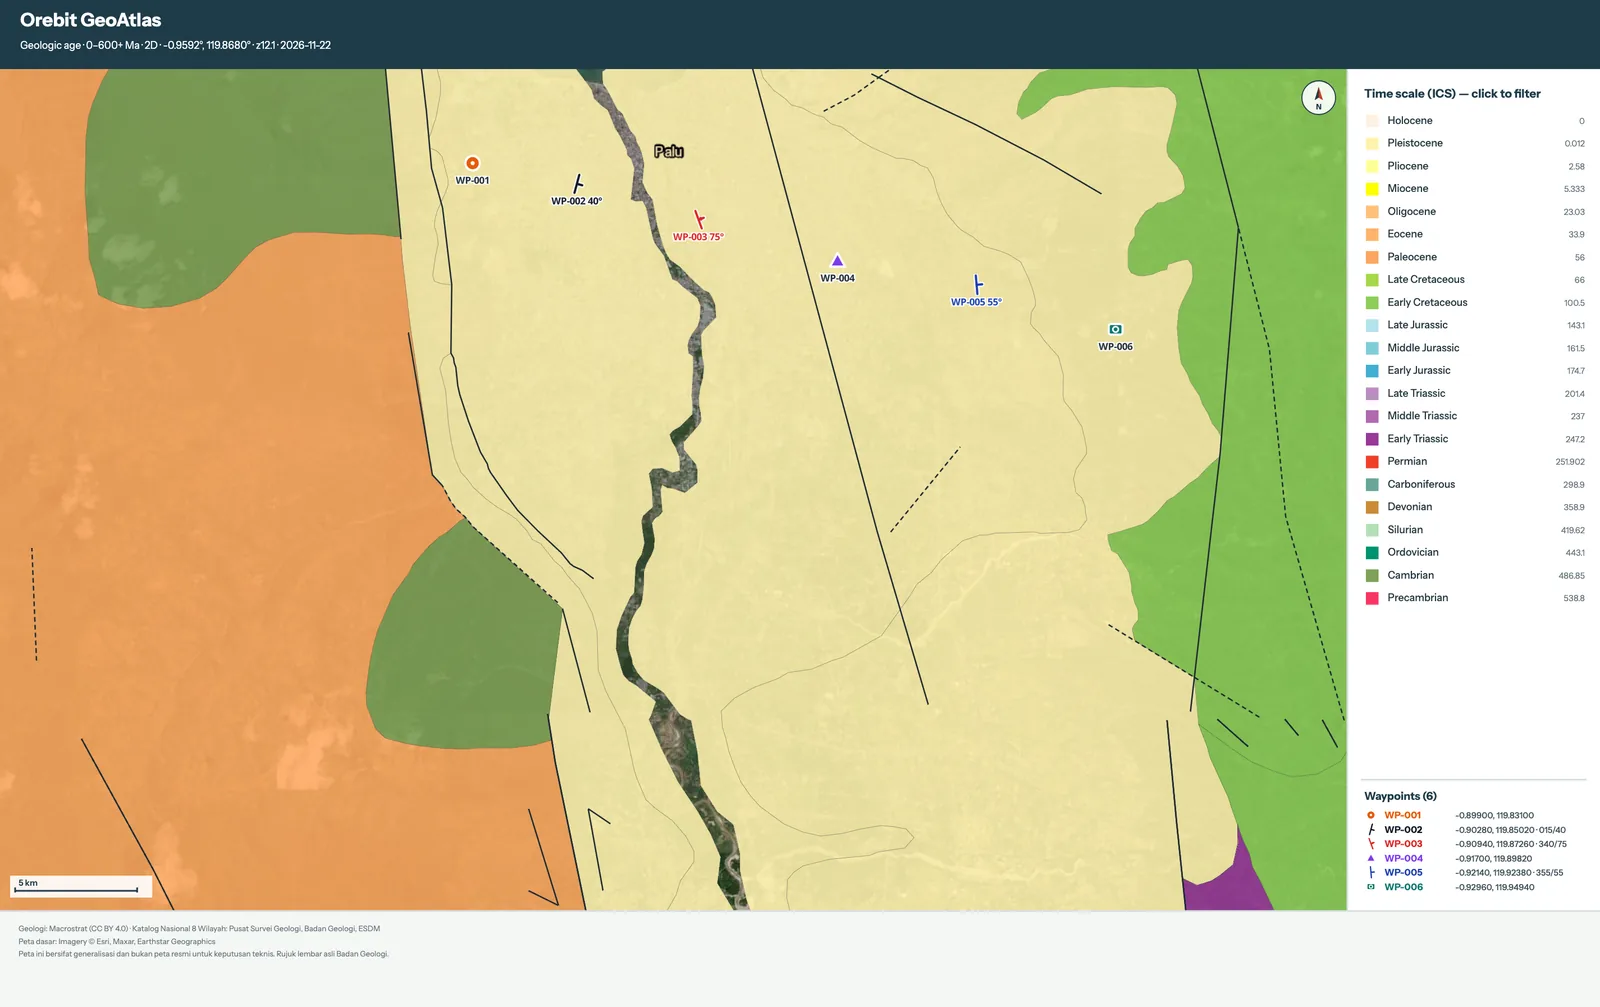 Orebit GeoAtlas
Geologic age · 0–600+ Ma · 2D · -0.9592°, 119.8680° · z12.1 · 2026-11-22
N
Palu
WP-001
WP-002 40°
WP-003 75°
WP-004
WP-005 55°
WP-006
5 km
Time scale (ICS) — click to filter
Holocene 0
Pleistocene 0.012
Pliocene 2.58
Miocene 5.333
Oligocene 23.03
Eocene 33.9
Paleocene 56
Late Cretaceous 66
Early Cretaceous 100.5
Late Jurassic 143.1
Middle Jurassic 161.5
Early Jurassic 174.7
Late Triassic 201.4
Middle Triassic 237
Early Triassic 247.2
Permian 251.902
Carboniferous 298.9
Devonian 358.9
Silurian 419.62
Ordovician 443.1
Cambrian 486.85
Precambrian 538.8
Waypoints (6)
WP-001 -0.89900, 119.83100
WP-002 -0.90280, 119.85020 · 015/40
WP-003 -0.90940, 119.87260 · 340/75
WP-004 -0.91700, 119.89820
WP-005 -0.92140, 119.92380 · 355/55
WP-006 -0.92960, 119.94940
Geologi: Macrostrat (CC BY 4.0) · Katalog Nasional 8 Wilayah: Pusat Survei Geologi, Badan Geologi, ESDM
Peta dasar: Imagery © Esri, Maxar, Earthstar Geographics
Peta ini bersifat generalisasi dan bukan peta resmi untuk keputusan teknis. Rujuk lembar asli Badan Geologi.